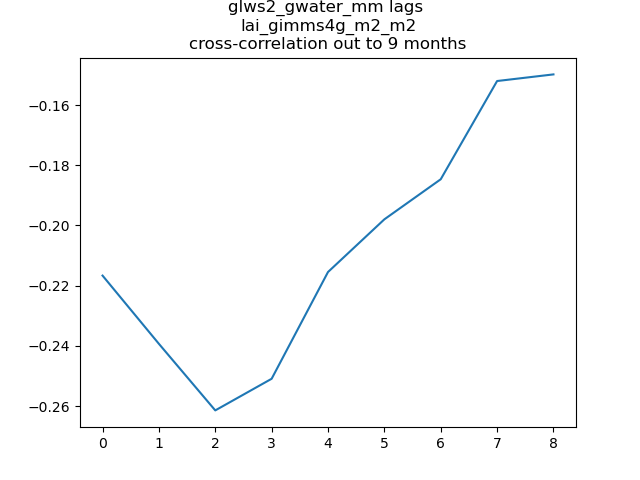 glws2_gwater_mm lags
lai_gimms4g_m2_m2
cross-correlation out to 9 months
−0.16
−0.18
−0.20
−0.22
−0.24
−0.26
0 1 2 3 4 5 6 7 8